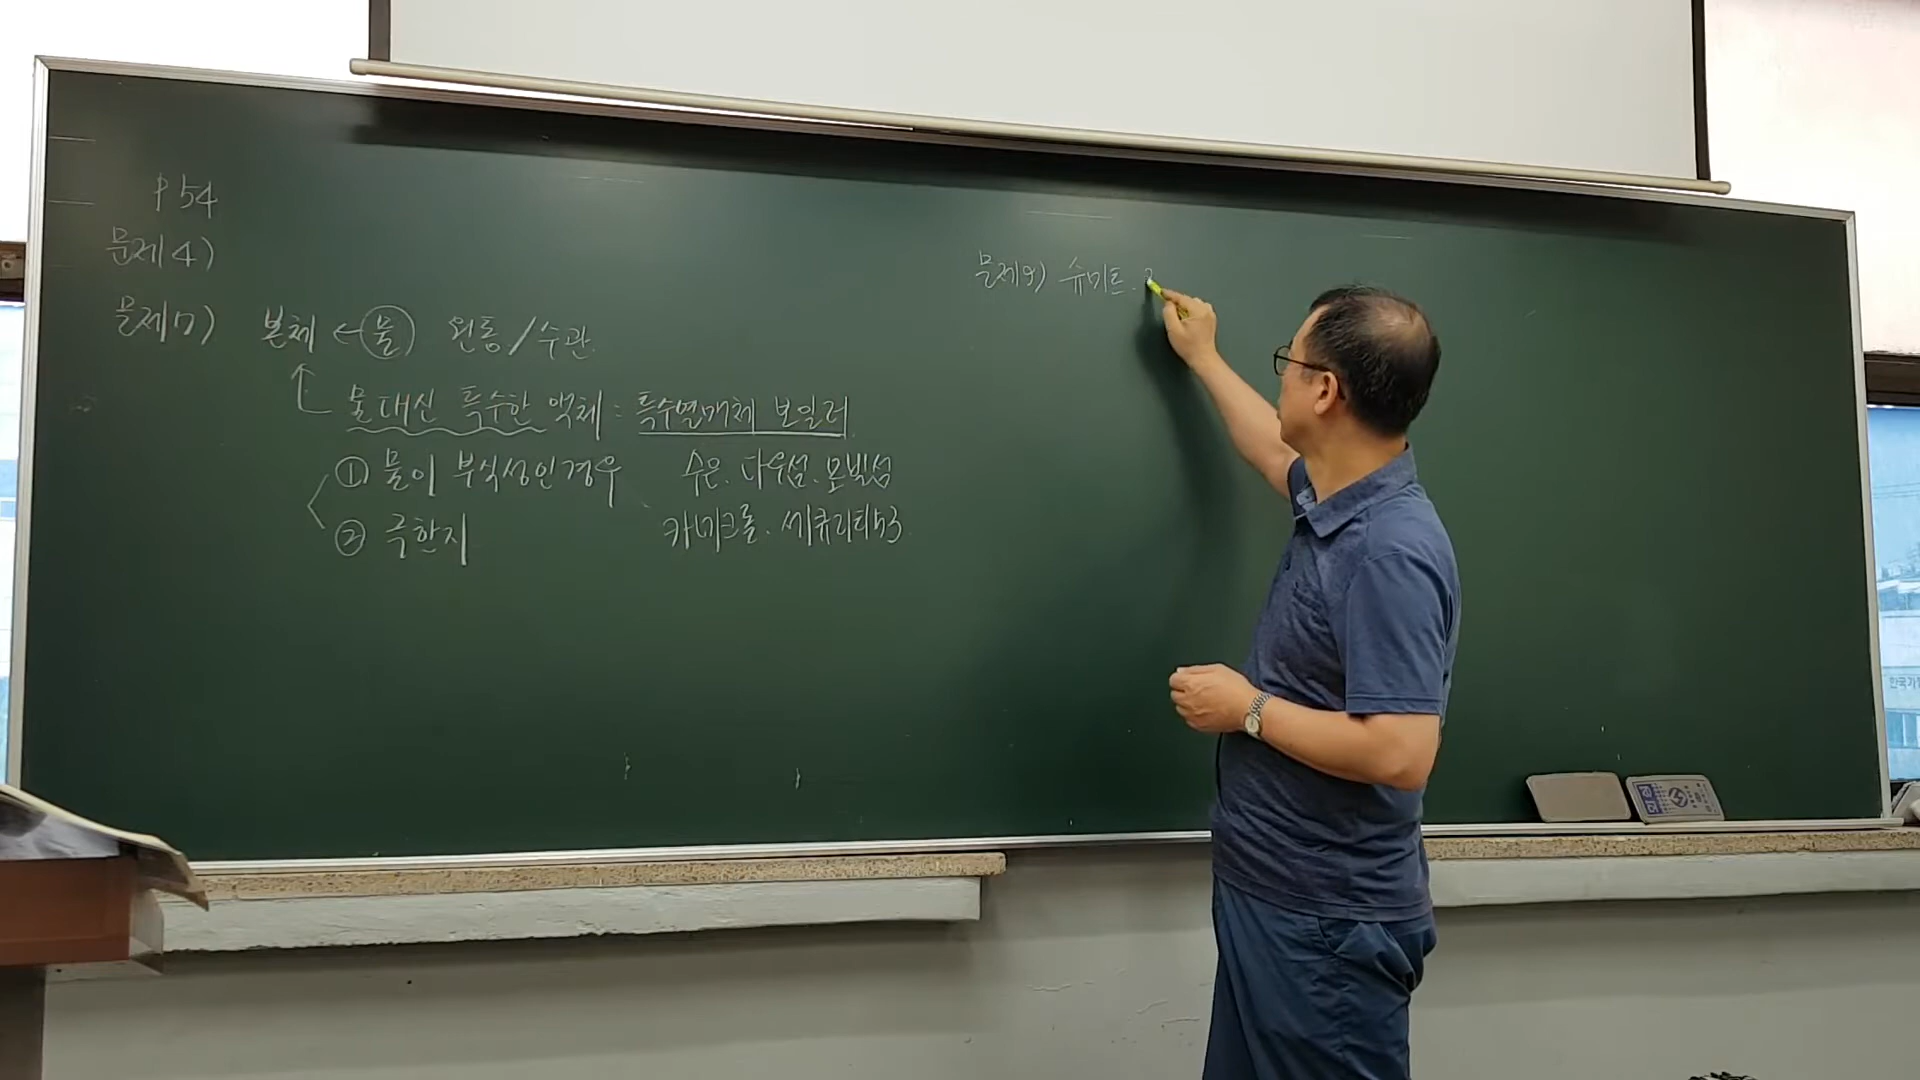 P 54
문제4)
문제7) 본체 ← 물 원통 / 수관
물대신 특수한 액체 = 특수열매체 보일러
① 물이 부식성인경우 수은. 다우섬. 모빌섬
② 극한지 카네크롤. 세큐리티53
문제9) 슈미트.